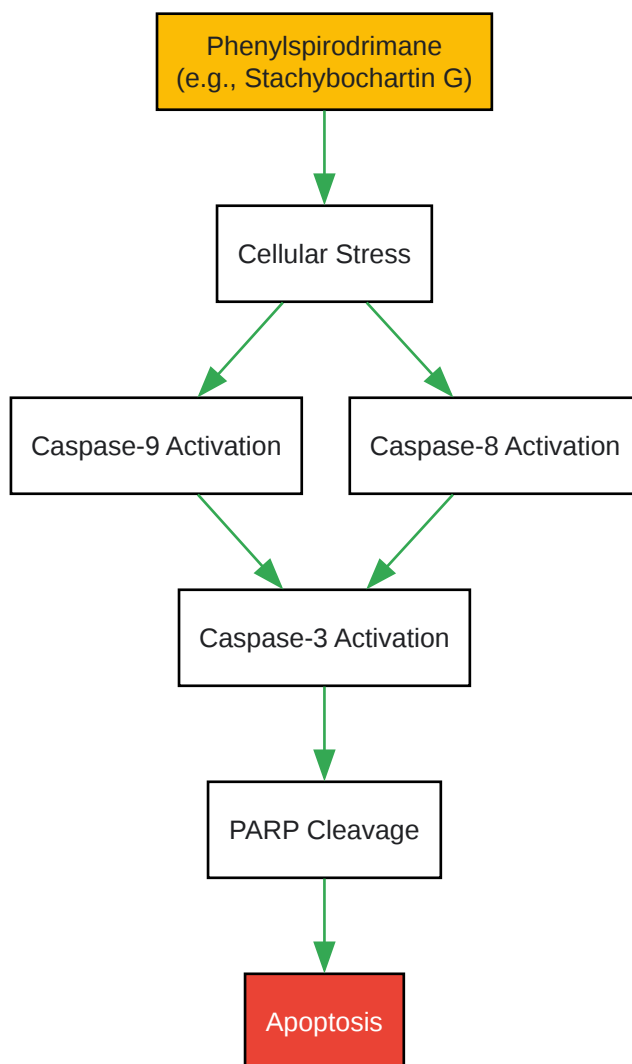 Phenylspirodrimane
(e.g., Stachybochartin G)
Cellular Stress
Caspase-9 Activation
Caspase-8 Activation
Caspase-3 Activation
PARP Cleavage
Apoptosis